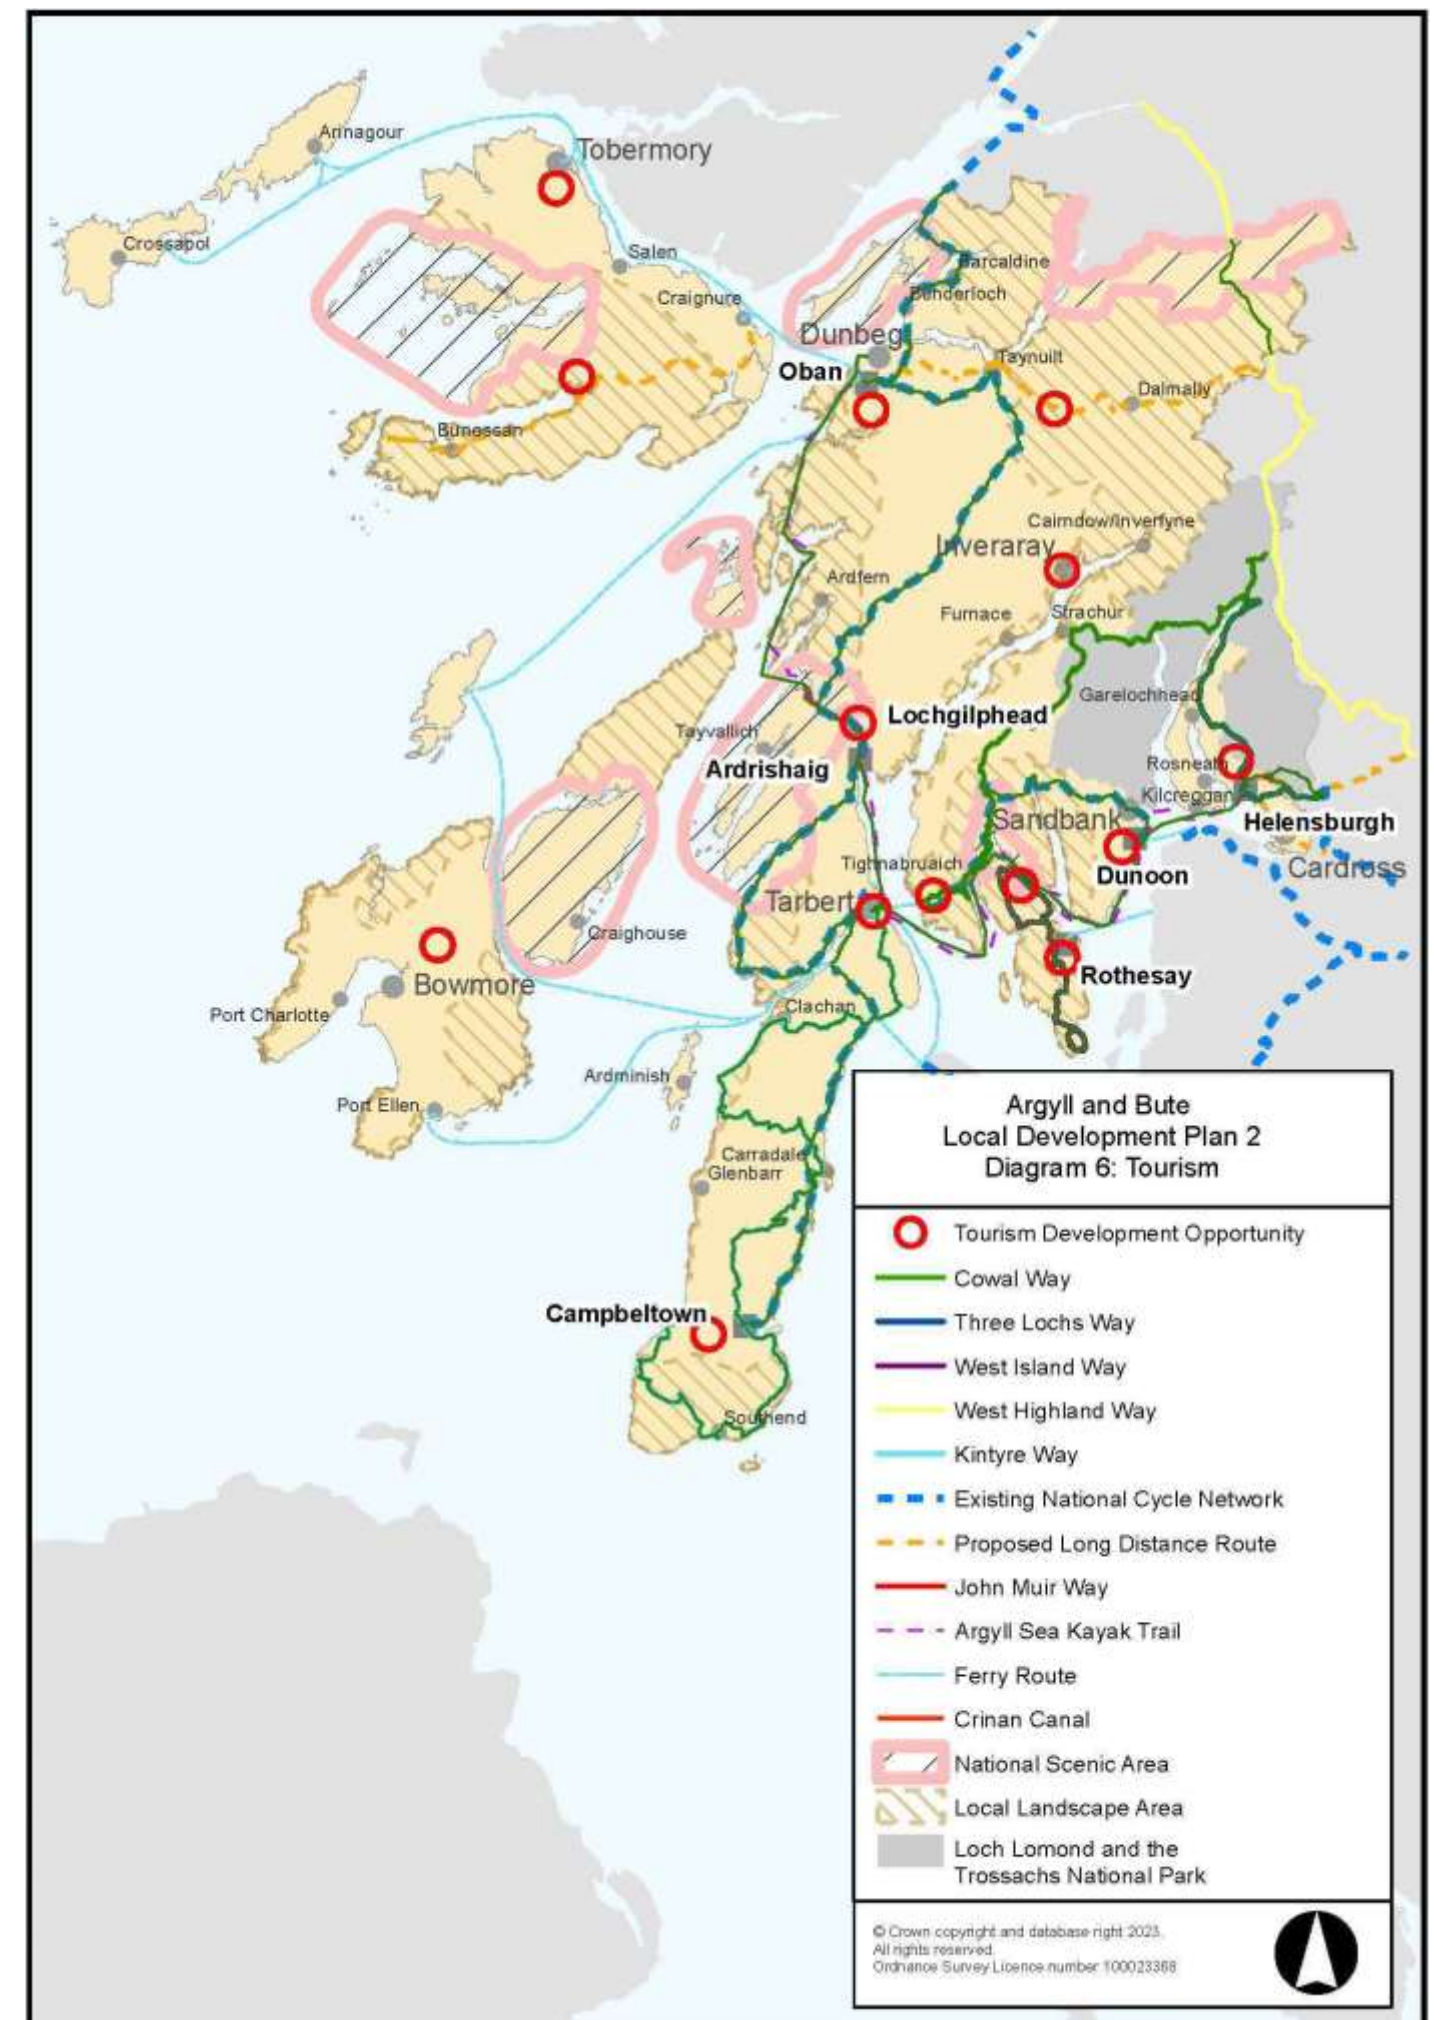 Arinagour
Tobermory
Crossapol
Salen
Craignure
Barcaldine
Benderloch
Dunbeg
Oban
Taynuilt
Dalmally
Bunessan
Cairndow/Inverfyne
Inveraray
Ardfern
Furnace
Strachur
Garelochhead
Lochgilphead
Tayvallich
Ardrishaig
Rosneath
Kilcreggan
Helensburgh
Sandbank
Cardross
Tighnabruaich
Dunoon
Tarbert
Craighouse
Rothesay
Bowmore
Port Charlotte
Clachan
Ardminish
Port Ellen
Carradale
Glenbarr
Campbeltown
Southend
Argyll and Bute
Local Development Plan 2
Diagram 6: Tourism
Tourism Development Opportunity
Cowal Way
Three Lochs Way
West Island Way
West Highland Way
Kintyre Way
Existing National Cycle Network
Proposed Long Distance Route
John Muir Way
Argyll Sea Kayak Trail
Ferry Route
Crinan Canal
National Scenic Area
Local Landscape Area
Loch Lomond and the
Trossachs National Park
© Crown copyright and database right 2023.
All rights reserved.
Ordnance Survey Licence number 100023368